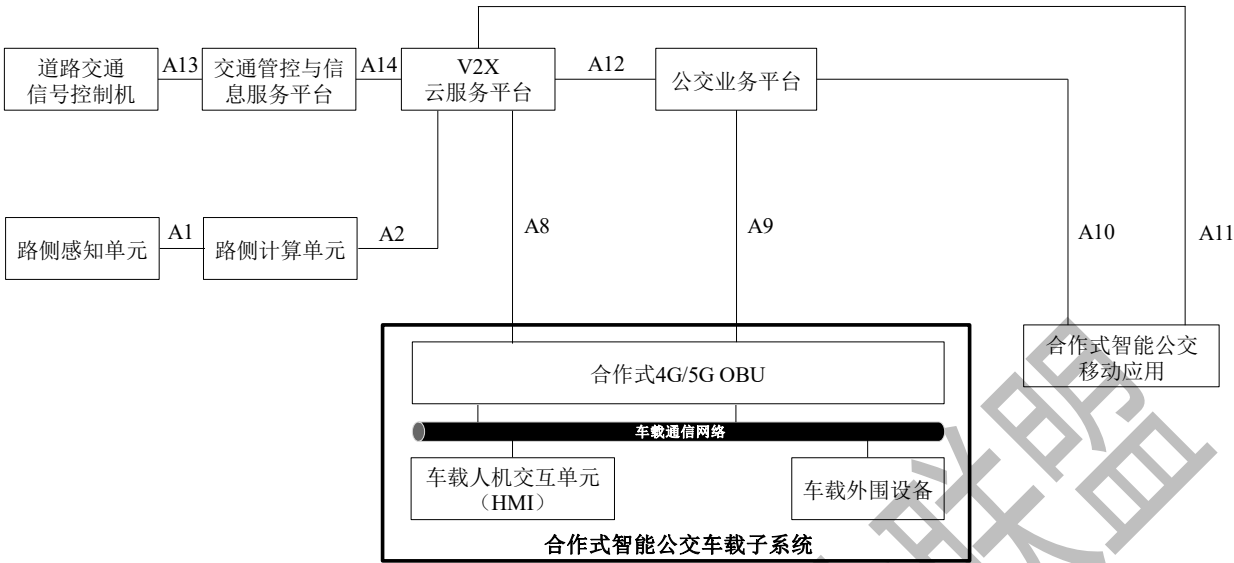 道路交通
信号控制机
A13
交通管控与信
息服务平台
A14
V2X
云服务平台
A12
公交业务平台
路侧感知单元
A1
路侧计算单元
A2
A8
A9
A10
A11
合作式4G/5G OBU
车载通信网络
车载人机交互单元
（HMI）
车载外围设备
合作式智能公交车载子系统
合作式智能公交
移动应用
联盟